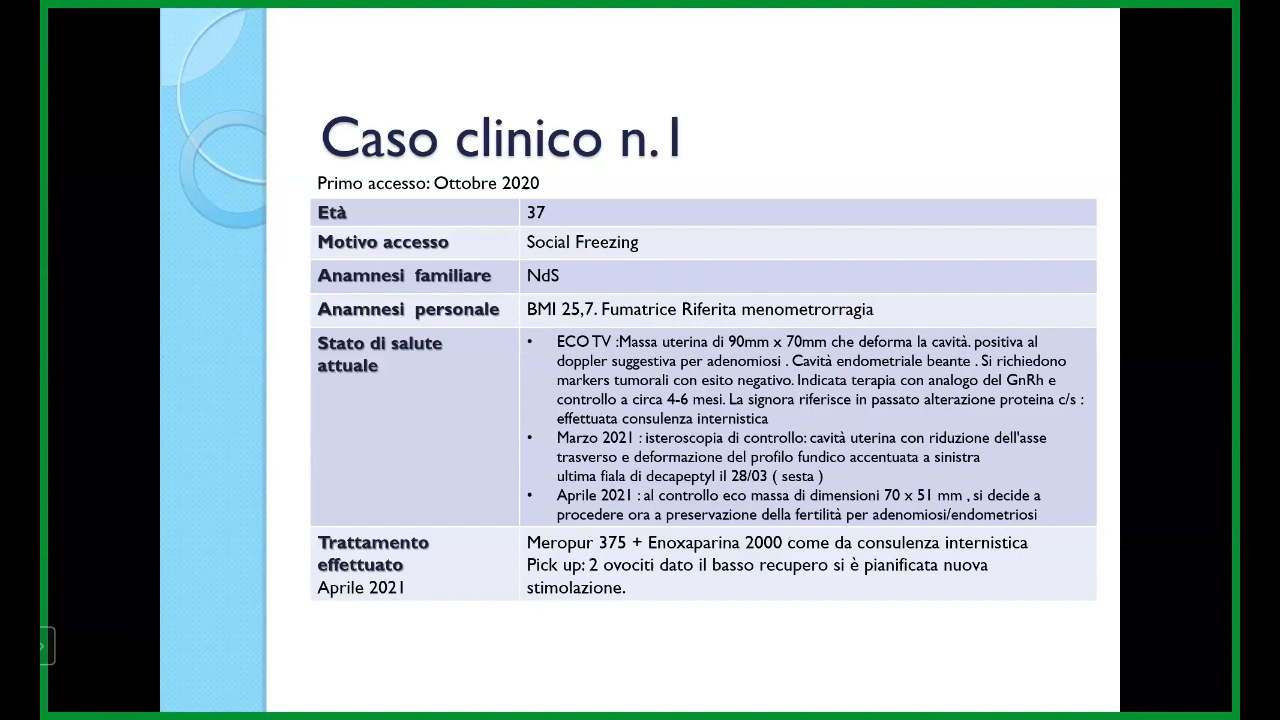 Caso clinico n.1
Primo accesso: Ottobre 2020
Età
37
Motivo accesso
Social Freezing
Anamnesi familiare
NdS
Anamnesi personale
BMI 25,7. Fumatrice Riferita menometrorragia
Stato di salute
attuale
• ECO TV :Massa uterina di 90mm x 70mm che deforma la cavità. positiva al
doppler suggestiva per adenomiosi . Cavità endometriale beante . Si richiedono
markers tumorali con esito negativo. Indicata terapia con analogo del GnRh e
controllo a circa 4-6 mesi. La signora riferisce in passato alterazione proteina c/s :
effettuata consulenza internistica
• Marzo 2021 : isteroscopia di controllo: cavità uterina con riduzione dell'asse
trasverso e deformazione del profilo fundico accentuata a sinistra
ultima fiala di decapeptyl il 28/03 ( sesta )
• Aprile 2021 : al controllo eco massa di dimensioni 70 x 51 mm , si decide a
procedere ora a preservazione della fertilità per adenomiosi/endometriosi
Trattamento
effettuato
Aprile 2021
Meropur 375 + Enoxaparina 2000 come da consulenza internistica
Pick up: 2 ovociti dato il basso recupero si è pianificata nuova
stimolazione.